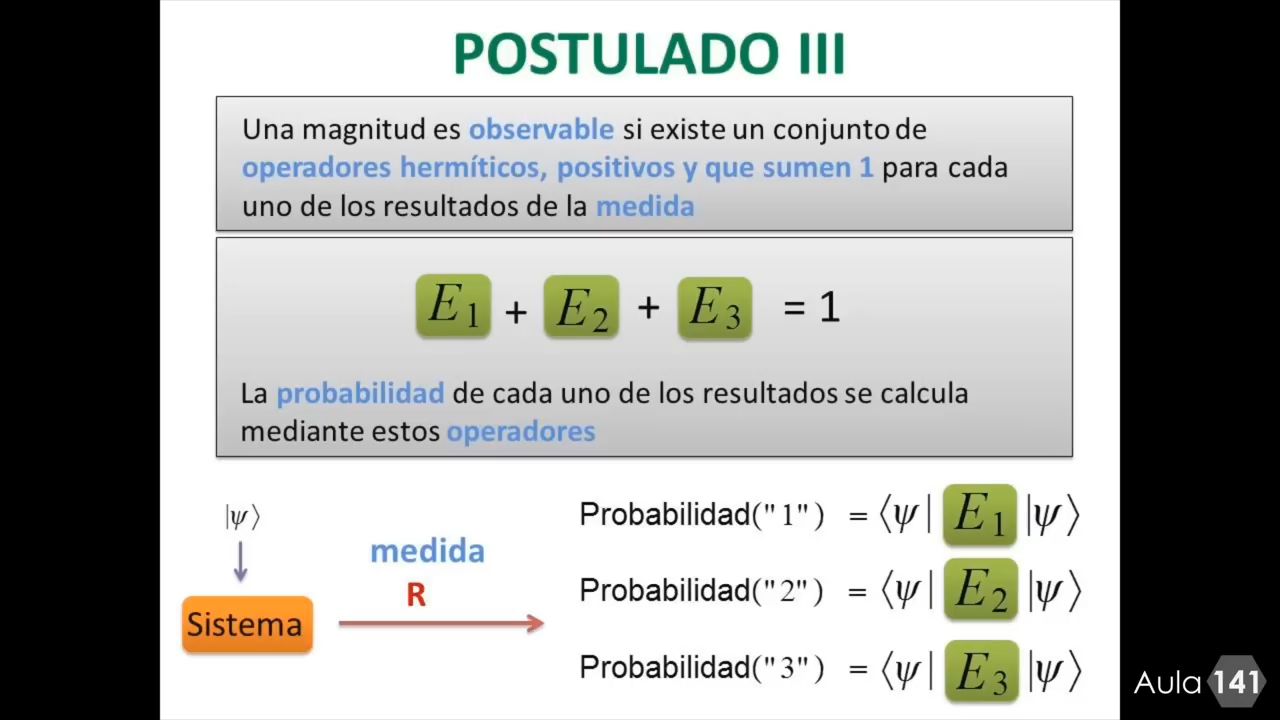 POSTULADO III
Una magnitud es observable si existe un conjunto de
operadores hermíticos, positivos y que sumen 1 para cada
uno de los resultados de la medida
E₁ + E₂ + E₃ = 1
La probabilidad de cada uno de los resultados se calcula
mediante estos operadores
|ψ⟩
Sistema
medida
R
Probabilidad("1") = ⟨ψ| E₁ |ψ⟩
Probabilidad("2") = ⟨ψ| E₂ |ψ⟩
Probabilidad("3") = ⟨ψ| E₃ |ψ⟩
Aula 141